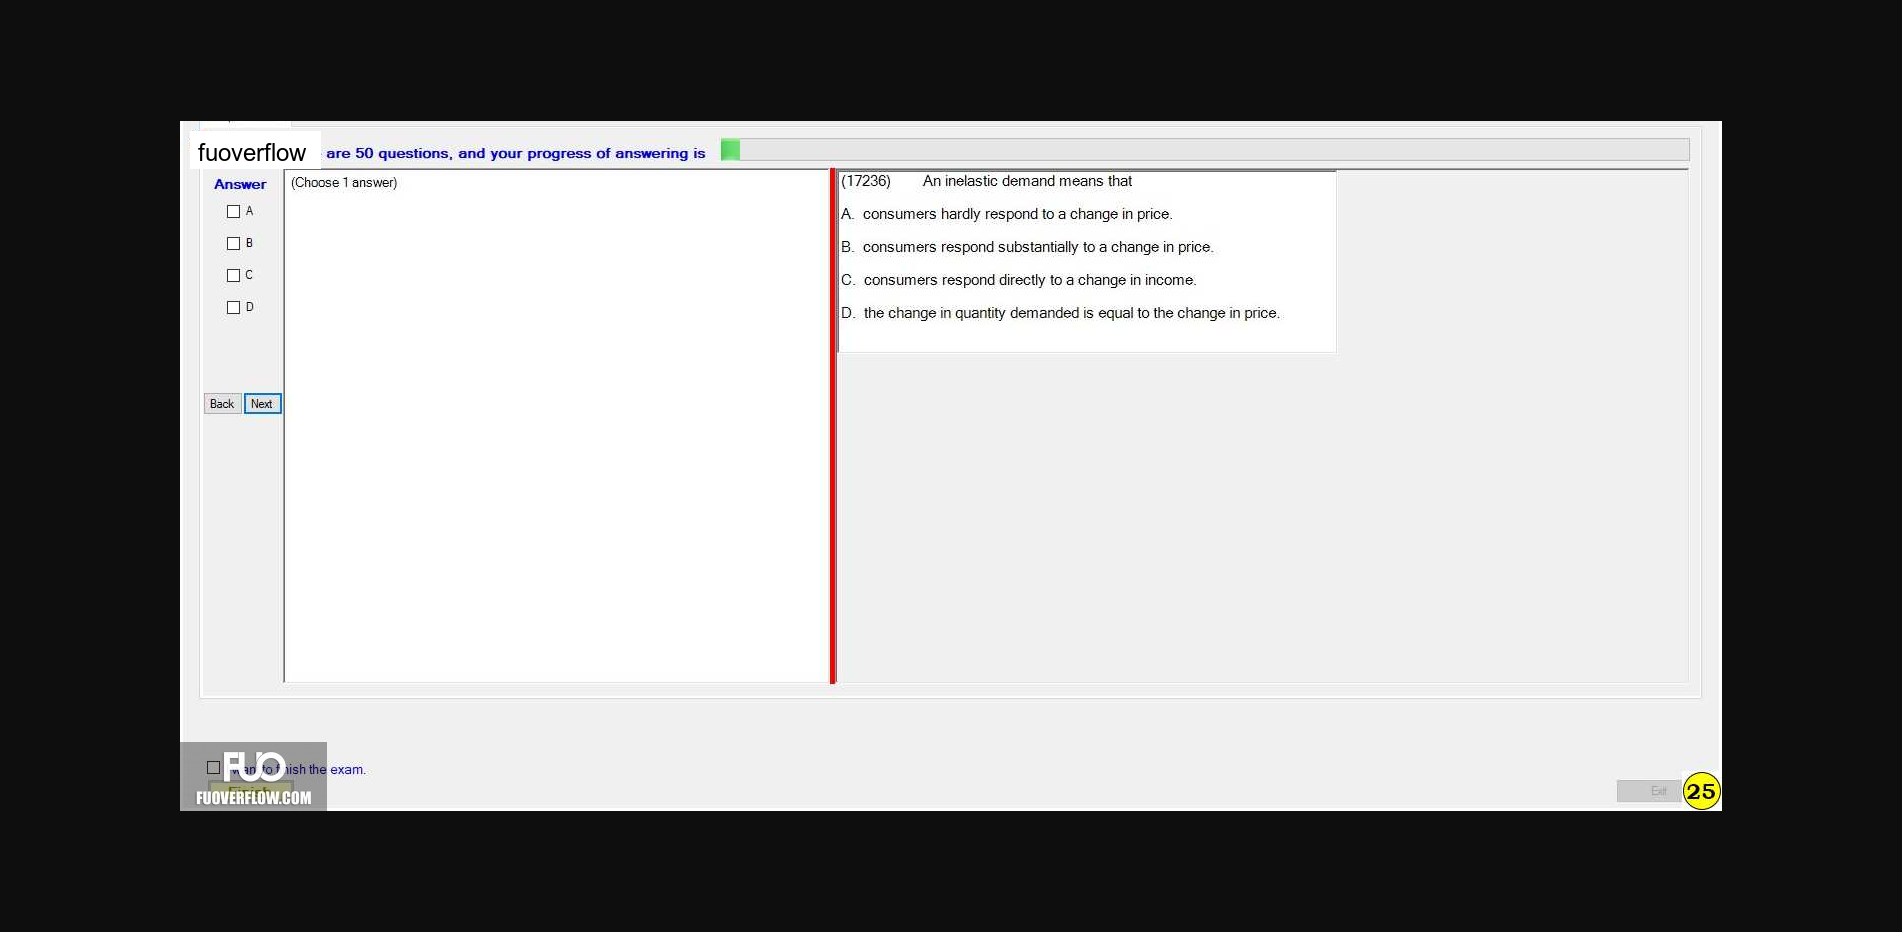 fuoverflow are 50 questions, and your progress of answering is
Answer
(Choose 1 answer)
A
B
C
D
Back Next
(17236) An inelastic demand means that
A. consumers hardly respond to a change in price.
B. consumers respond substantially to a change in price.
C. consumers respond directly to a change in income.
D. the change in quantity demanded is equal to the change in price.
FUO
want to finish the exam.
Finish
FUOVERFLOW.COM
Exit
25